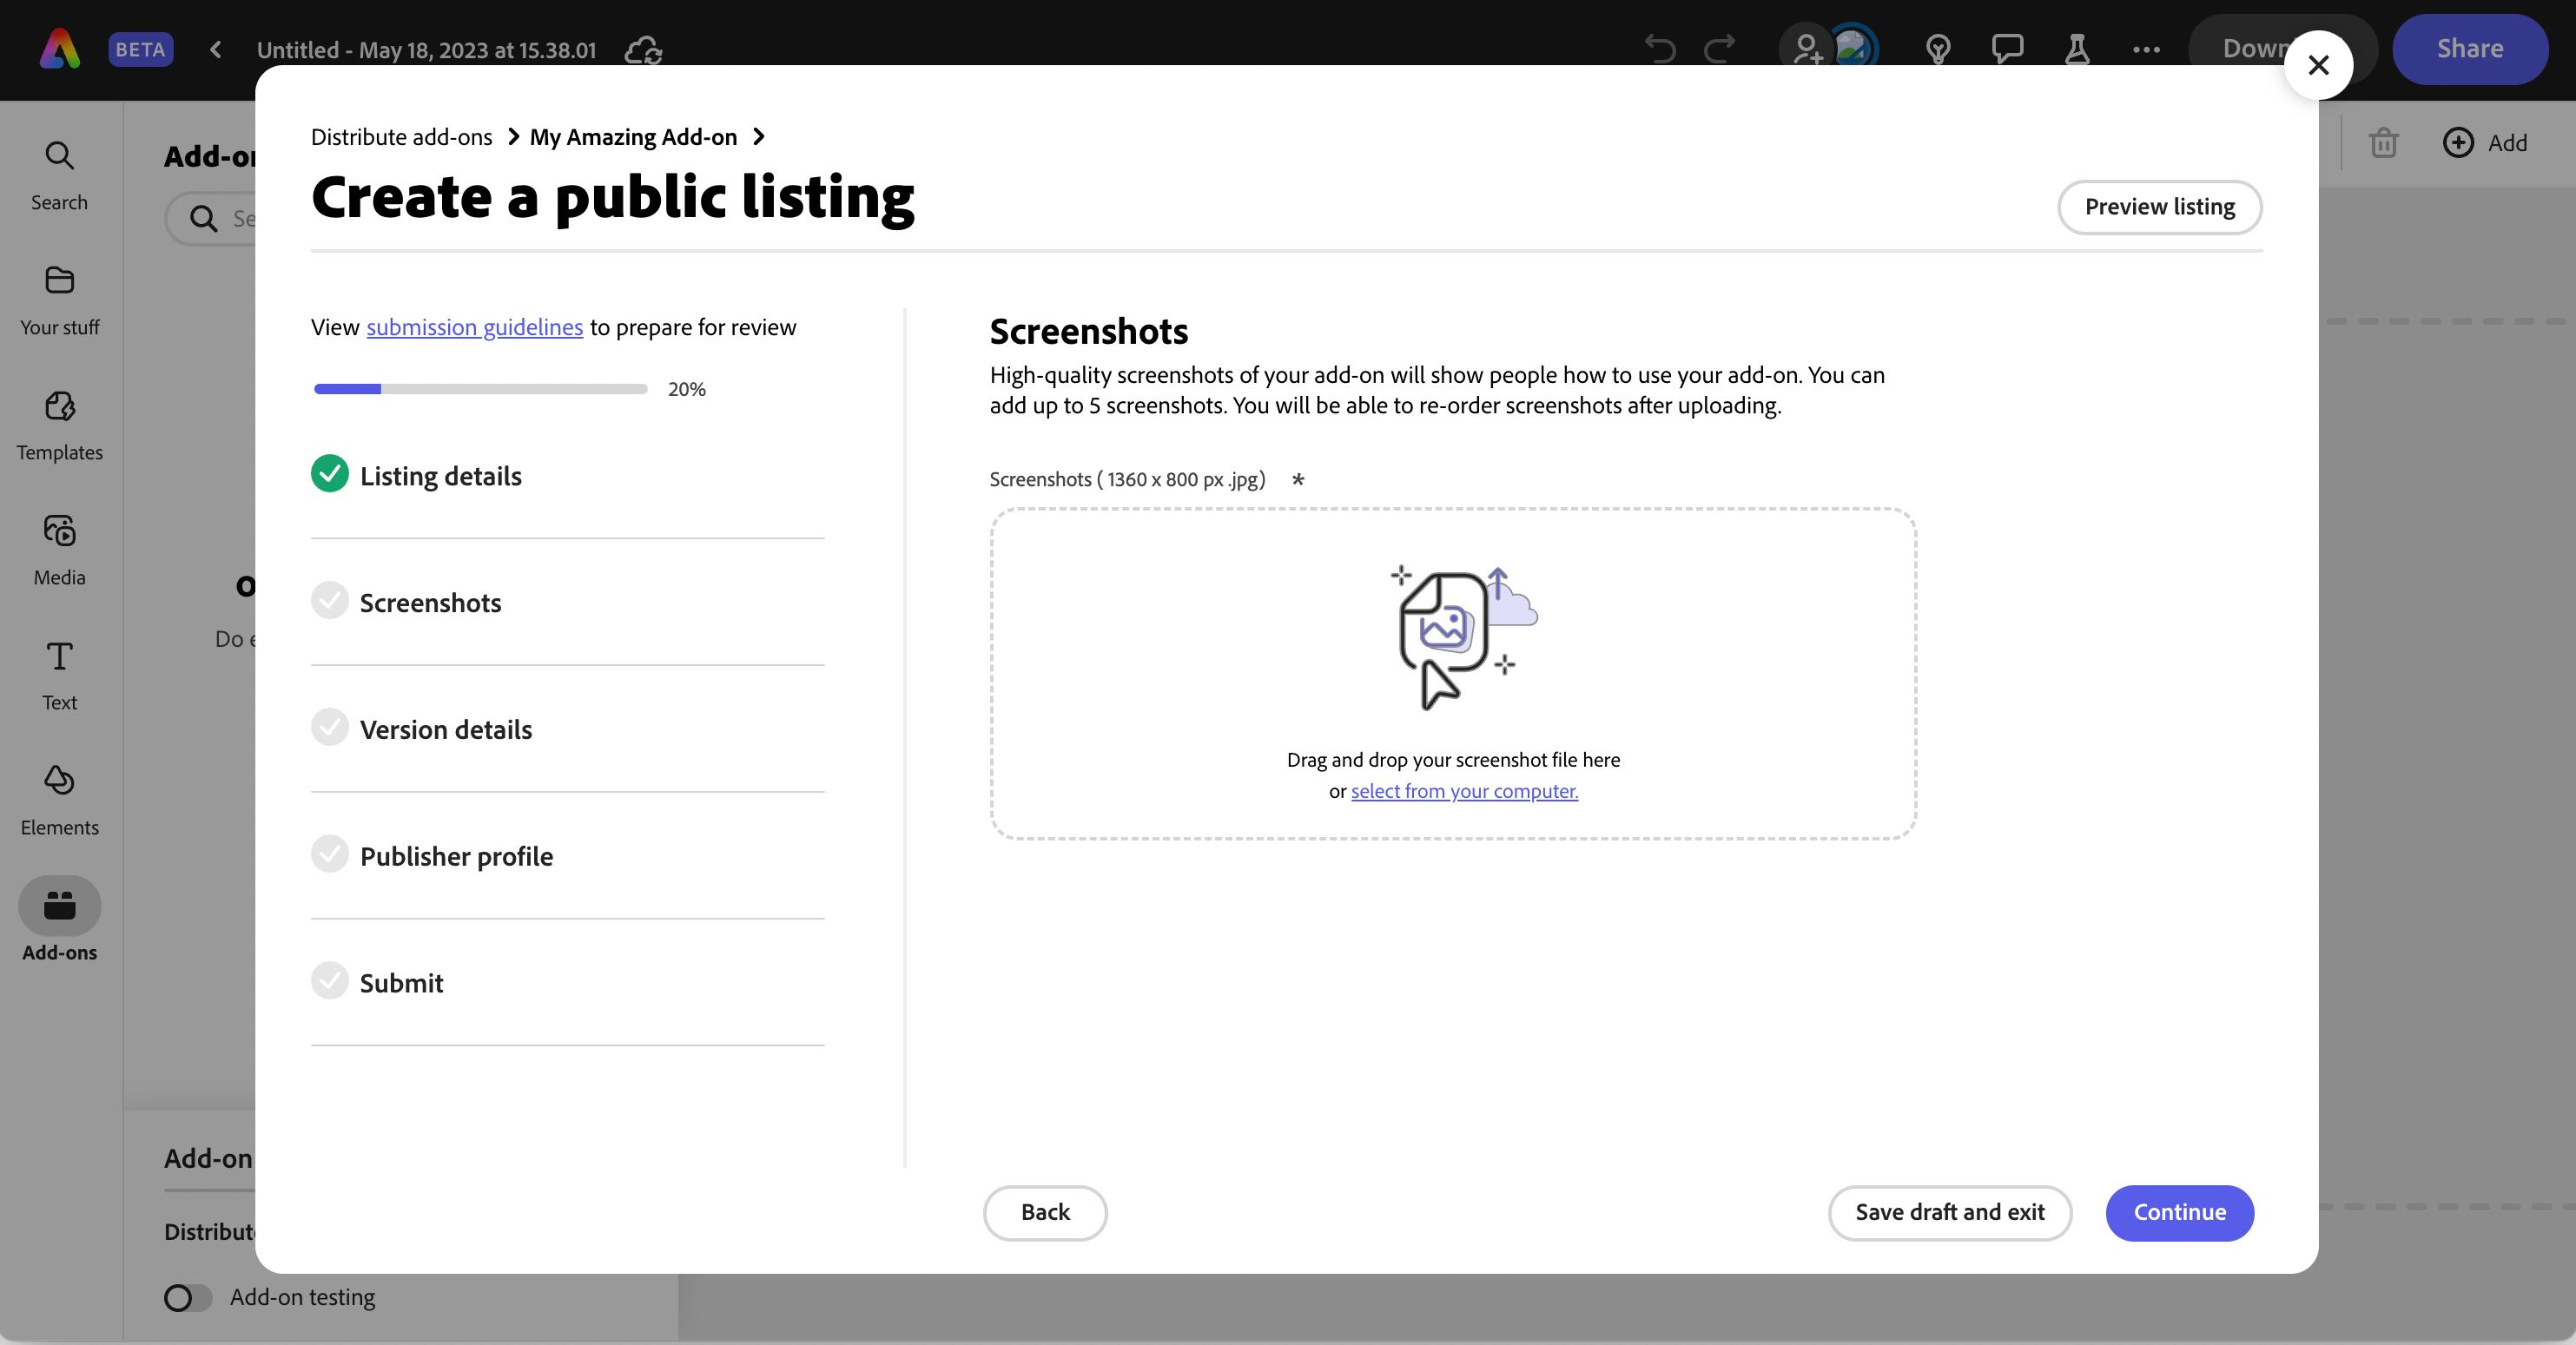 BETA
Untitled - May 18, 2023 at 15.38.01
Share
Search
Your stuff
Templates
Media
Text
Elements
Add-ons
Add
Distribute add-ons
My Amazing Add-on
Create a public listing
Preview listing
View submission guidelines to prepare for review
20%
Listing details
Screenshots
Version details
Publisher profile
Submit
Screenshots
High-quality screenshots of your add-on will show people how to use your add-on. You can
add up to 5 screenshots. You will be able to re-order screenshots after uploading.
Screenshots ( 1360 x 800 px .jpg) *
Drag and drop your screenshot file here
or select from your computer.
Back
Save draft and exit
Continue
Add-on
Add-on testing